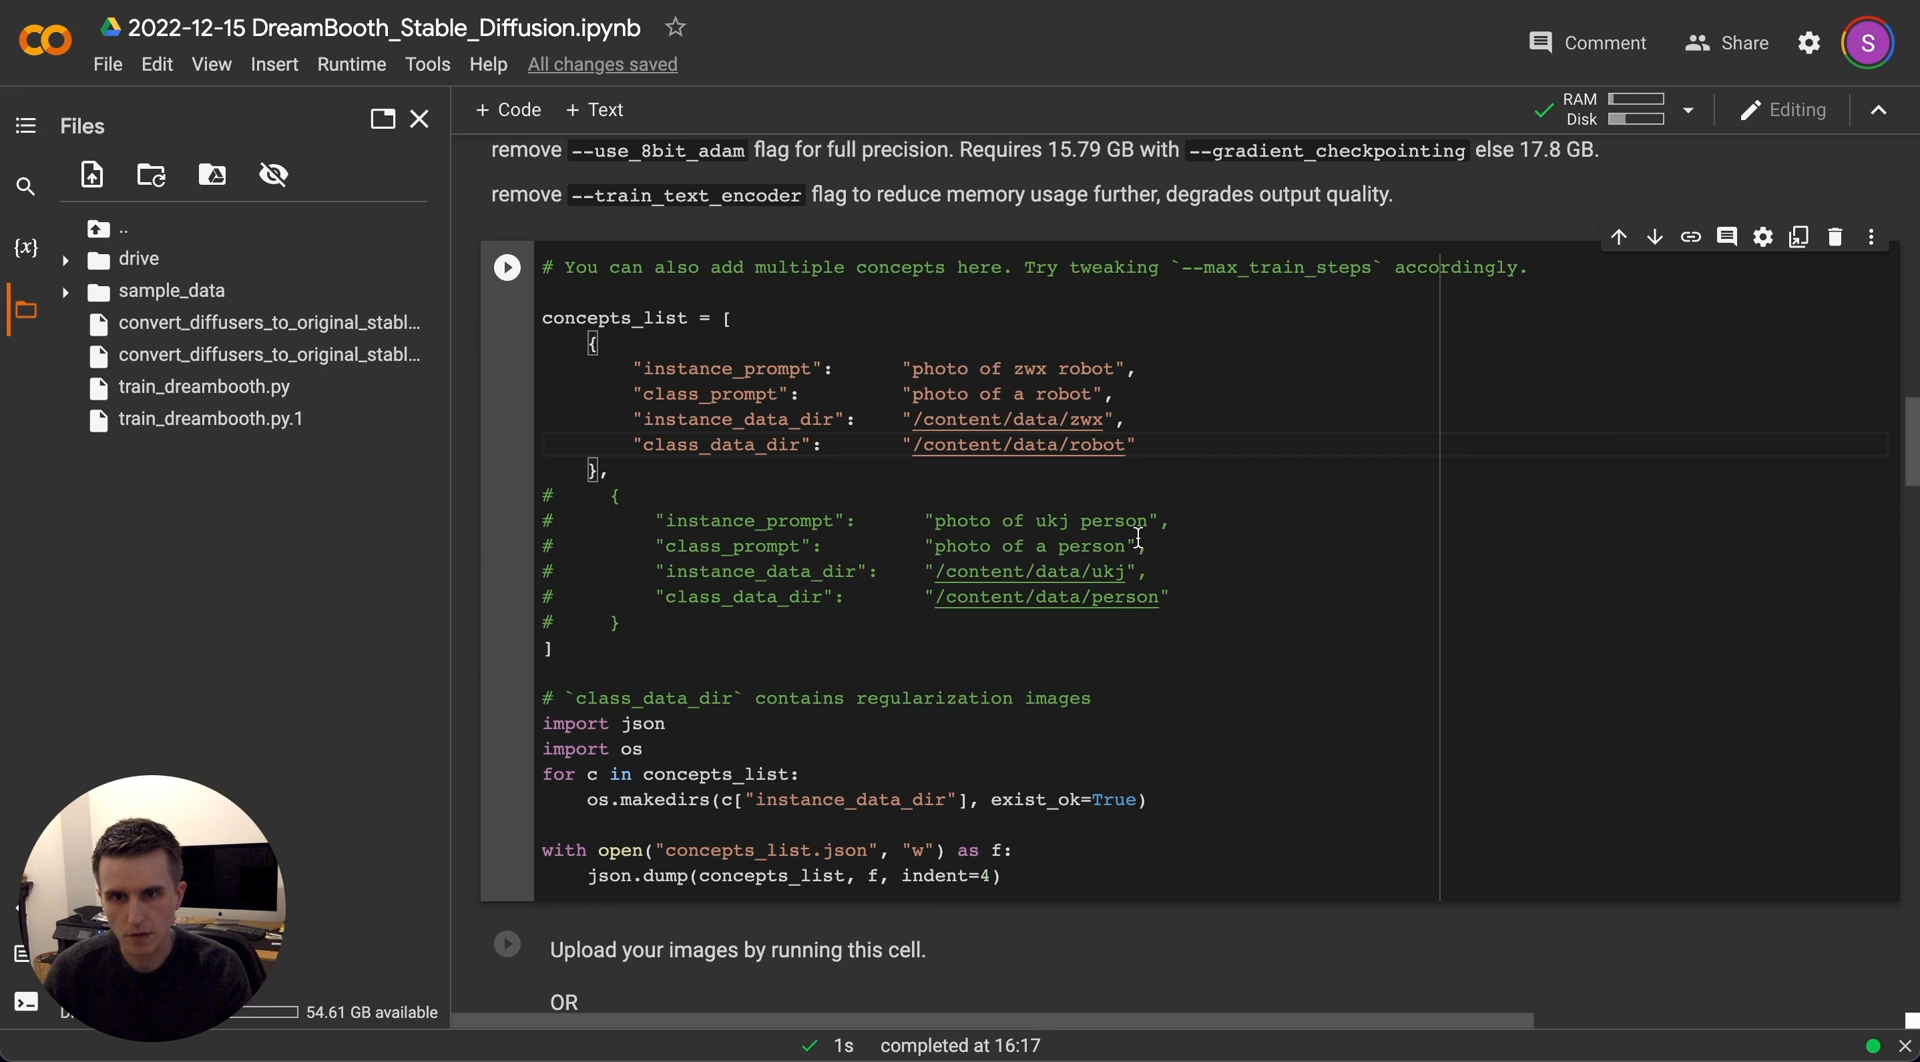 2022-12-15 DreamBooth_Stable_Diffusion.ipynb
File Edit View Insert Runtime Tools Help All changes saved
Comment
Share
S
Files
+ Code + Text
RAM
Disk
Editing
remove --use_8bit_adam flag for full precision. Requires 15.79 GB with --gradient_checkpointing else 17.8 GB.
remove --train_text_encoder flag to reduce memory usage further, degrades output quality.
{x}
..
drive
sample_data
convert_diffusers_to_original_stabl...
convert_diffusers_to_original_stabl...
train_dreambooth.py
train_dreambooth.py.1
# You can also add multiple concepts here. Try tweaking `--max_train_steps` accordingly.
concepts_list = [
{
"instance_prompt": "photo of zwx robot",
"class_prompt": "photo of a robot",
"instance_data_dir": "/content/data/zwx",
"class_data_dir": "/content/data/robot"
},
# {
# "instance_prompt": "photo of ukj person",
# "class_prompt": "photo of a person",
# "instance_data_dir": "/content/data/ukj",
# "class_data_dir": "/content/data/person"
# }
]
# `class_data_dir` contains regularization images
import json
import os
for c in concepts_list:
os.makedirs(c["instance_data_dir"], exist_ok=True)
with open("concepts_list.json", "w") as f:
json.dump(concepts_list, f, indent=4)
Upload your images by running this cell.
OR
54.61 GB available
1s completed at 16:17